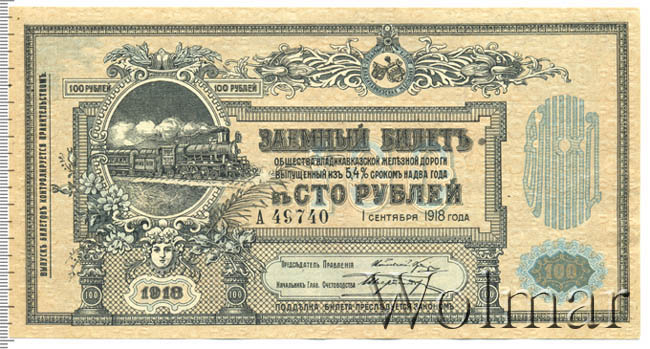 100 РУБЛЕЙ
100 РУБЛЕЙ
ВЫПУСКЪ БИЛЕТОВЪ КОНТРОЛИРУЕТСЯ ПРАВИТЕЛЬСТВОМЪ
ЗАЕМНЫЙ БИЛЕТЪ
ОБЩЕСТВА ВЛАДИКАВКАЗСКОЙ ЖЕЛѢЗНОЙ ДОРОГИ
ВЫПУЩЕННЫЙ ИЗЪ 5,4% СРОКОМЪ НА ДВА ГОДА
СТО РУБЛЕЙ
А 49740
1 СЕНТЯБРЯ 1918 ГОДА
ПРЕДСѢДАТЕЛЬ ПРАВЛЕНІЯ
НАЧАЛЬНИКЪ ГЛАВ. СЧЕТОВОДСТВА
ПОДДѢЛКА БИЛЕТА ПРЕСЛѢДУЕТСЯ ЗАКОНОМЪ
100
1918
100
100
Wolmar